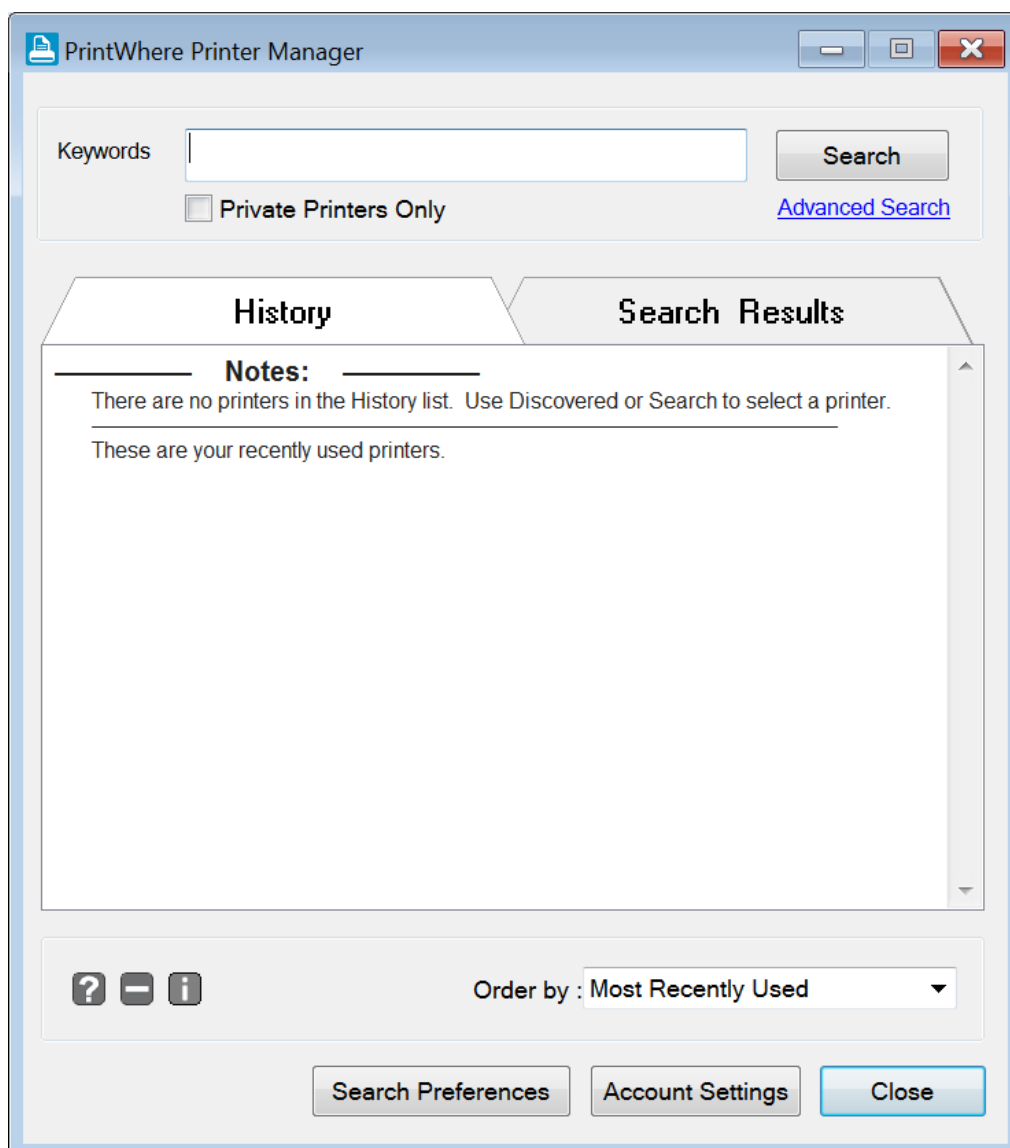 PrintWhere Printer Manager
Keywords
Search
Private Printers Only
Advanced Search
History
Search Results
Notes:
There are no printers in the History list.  Use Discovered or Search to select a printer.
These are your recently used printers.
? – i
Order by : Most Recently Used
Search Preferences
Account Settings
Close